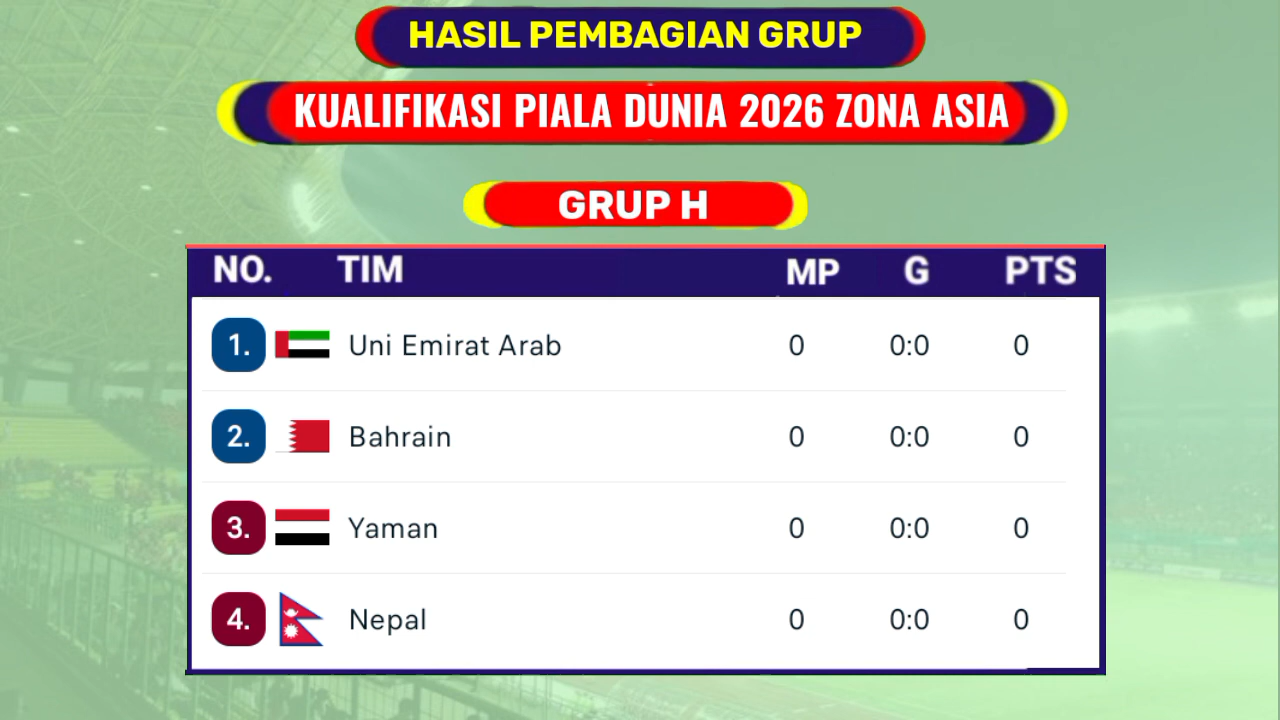 HASIL PEMBAGIAN GRUP
KUALIFIKASI PIALA DUNIA 2026 ZONA ASIA
GRUP H
NO. TIM MP G PTS
1. Uni Emirat Arab 0 0:0 0
2. Bahrain 0 0:0 0
3. Yaman 0 0:0 0
4. Nepal 0 0:0 0